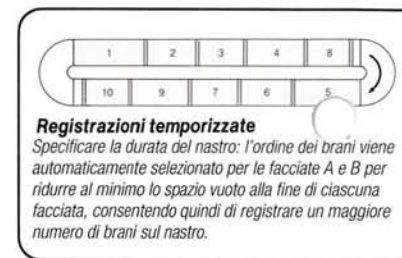 1 2 3 4 8
10 9 7 6 5
Registrazioni temporizzate
Specificare la durata del nastro: l'ordine dei brani viene
automaticamente selezionato per le facciate A e B per
ridurre al minimo lo spazio vuoto alla fine di ciascuna
facciata, consentendo quindi di registrare un maggiore
numero di brani sul nastro.